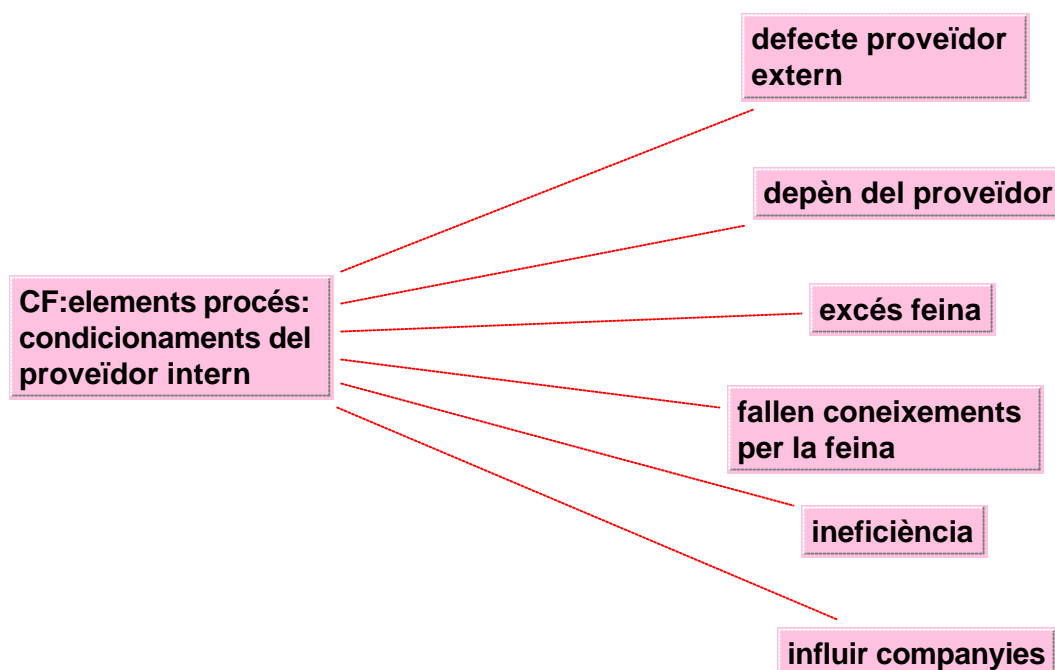 defecte proveïdor
extern
depèn del proveïdor
CF:elements procés:
condicionaments del
proveïdor intern
excés feina
fallen coneixements
per la feina
ineficiència
influir companyies